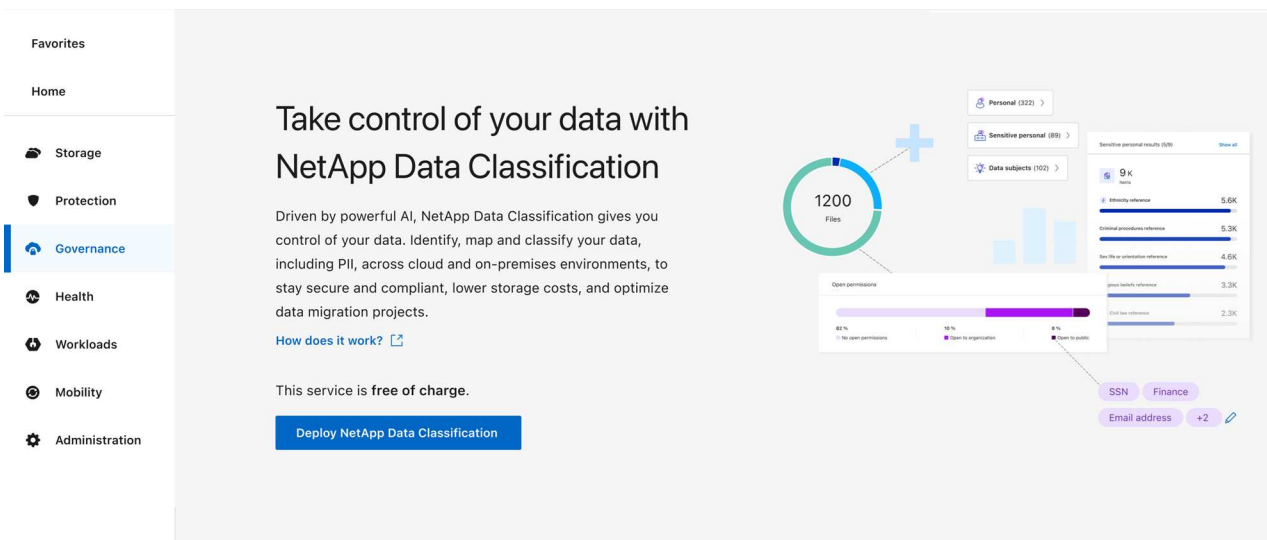 Favorites
Home
Storage
Protection
Governance
Health
Workloads
Mobility
Administration
Take control of your data with
NetApp Data Classification
Driven by powerful AI, NetApp Data Classification gives you
control of your data. Identify, map and classify your data,
including PII, across cloud and on-premises environments, to
stay secure and compliant, lower storage costs, and optimize
data migration projects.
How does it work?
This service is free of charge.
Deploy NetApp Data Classification
1200
Files
Personal (322)
Sensitive personal (89)
Data subjects (102)
Sensitive personal results (5/9) Show all
9 K
Items
Ethnicity reference 5.6K
Criminal procedures reference 5.3K
Sex life or orientation reference 4.6K
beliefs reference 3.3K
Civil law reference 2.3K
Open permissions
82 % 10 % 8 %
No open permissions Open to organization Open to public
SSN Finance
Email address +2